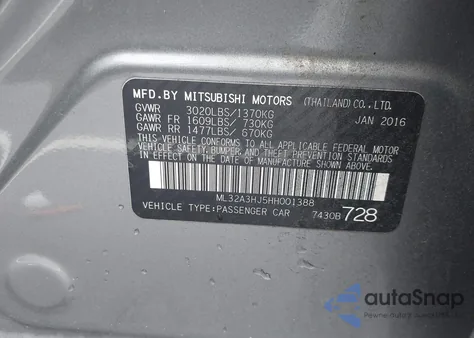 MFD.BY MITSUBISHI MOTORS (THAILAND) CO., LTD.
GVWR 3020LBS/1370KG JAN 2016
GAWR FR 1609LBS/ 730KG
GAWR RR 1477LBS/ 670KG
THIS VEHICLE CONFORMS TO ALL APPLICABLE
FEDERAL MOTOR VEHICLE
SAFETY, BUMPER, AND THEFT PREVENTION STANDARDS
IN EFFECT ON THE DATE OF MANUFACTURE SHOWN
ABOVE.
ML32A3HJ5HH001388
VEHICLE TYPE:PASSENGER CAR 7430B 728
autoSnap